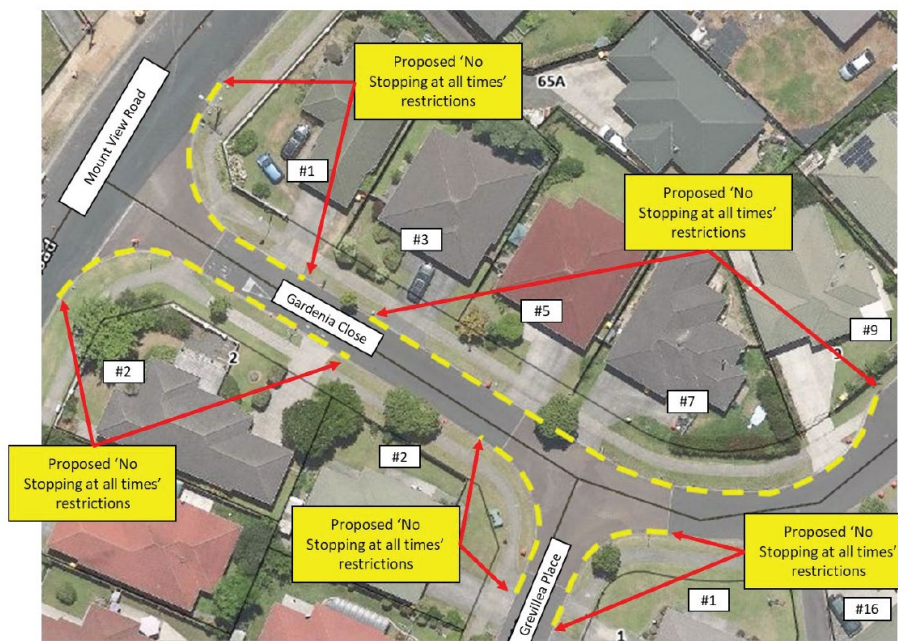 Proposed ‘No
Stopping at all times’
restrictions
65A
Mount View Road
#1
Proposed ‘No
Stopping at all times’
restrictions
#3
Gardenia Close
#5
#9
#2
2
#7
#2
Proposed ‘No
Stopping at all times’
restrictions
Proposed ‘No
Stopping at all times’
restrictions
Proposed ‘No
Stopping at all times’
restrictions
Grevillea Place
#1
#16
1